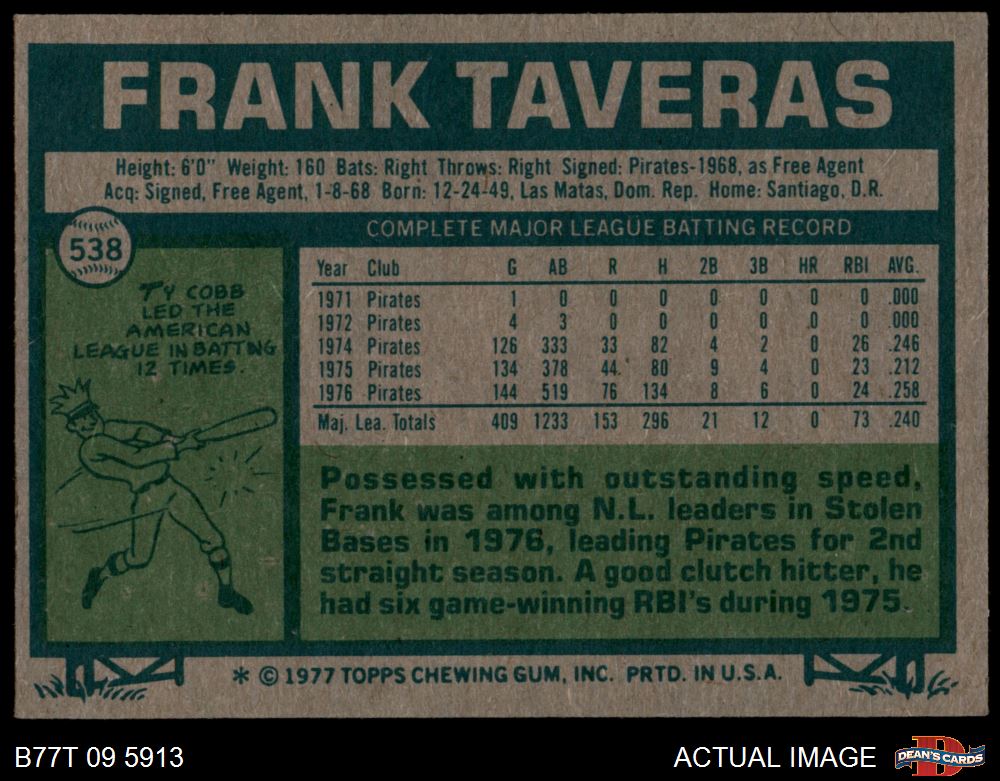 FRANK TAVERAS
Height: 6'0" Weight: 160 Bats: Right Throws: Right Signed: Pirates-1968, as Free Agent
Acq: Signed, Free Agent, 1-8-68 Born: 12-24-49, Las Matas, Dom. Rep. Home: Santiago, D.R.
538
TY COBB
LED THE
AMERICAN
LEAGUE IN BATTNG
12 TIMES.
COMPLETE MAJOR LEAGUE BATTING RECORD
Year Club G AB R H 2B 3B HR RBI AVG.
1971 Pirates 1 0 0 0 0 0 0 0 .000
1972 Pirates 4 3 0 0 0 0 0 0 .000
1974 Pirates 126 333 33 82 4 2 0 26 .246
1975 Pirates 134 378 44 80 9 4 0 23 .212
1976 Pirates 144 519 76 134 8 6 0 24 .258
Maj. Lea. Totals 409 1233 153 296 21 12 0 73 .240
Possessed with outstanding speed,
Frank was among N.L. leaders in Stolen
Bases in 1976, leading Pirates for 2nd
straight season. A good clutch hitter, he
had six game-winning RBI's during 1975.
* © 1977 TOPPS CHEWING GUM, INC. PRTD. IN U.S.A.
B77T 09 5913
ACTUAL IMAGE
D
DEAN'S CARDS